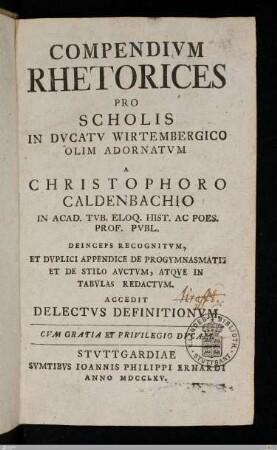 COMPENDIVM
RHETORICES
PRO
SCHOLIS
IN DVCATV WIRTEMBERGICO
OLIM ADORNATVM
A
CHRISTOPHORO
CALDENBACHIO
IN ACAD. TVB. ELOQ. HIST. AC POES.
PROF. PVBL.
DEINCEPS RECOGNITVM,
ET DVPLICI APPENDICE DE PROGYMNASMATIS
ET DE STILO AVCTVM, ATQVE IN
TABVLAS REDACTVM.
ACCEDIT
DELECTVS DEFINITIONVM.
CVM GRATIA ET PRIVILEGIO
STVTTGARDIAE
SVMTIBVS IOANNIS PHILIPPI ERHARDI
ANNO MDCCLXV.